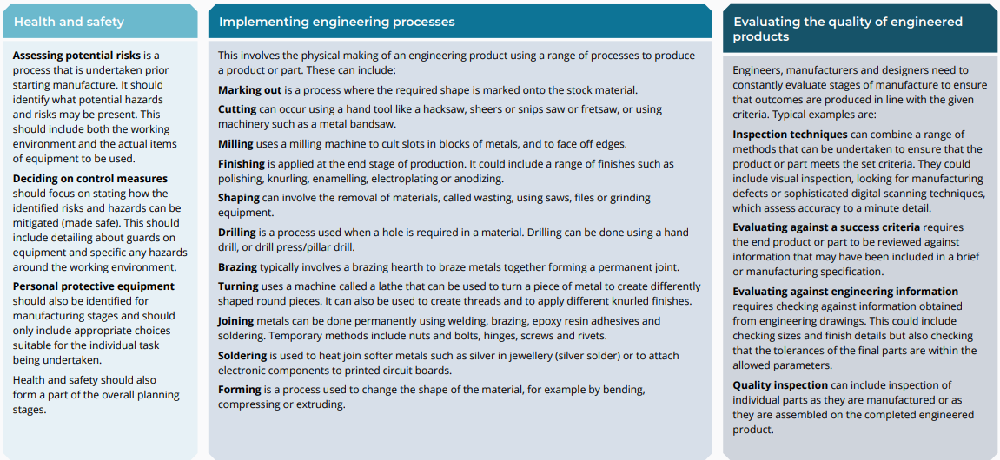 Health and safety
Assessing potential risks is a
process that is undertaken prior
starting manufacture. It should
identify what potential hazards
and risks may be present. This
should include both the working
environment and the actual items
of equipment to be used.
Deciding on control measures
should focus on stating how the
identified risks and hazards can be
mitigated (made safe). This should
include detailing about guards on
equipment and specific any hazards
around the working environment.
Personal protective equipment
should also be identified for
manufacturing stages and should
only include appropriate choices
suitable for the individual task
being undertaken.
Health and safety should also
form a part of the overall planning
stages.
Implementing engineering processes
This involves the physical making of an engineering product using a range of processes to produce
a product or part. These can include:
Marking out is a process where the required shape is marked onto the stock material.
Cutting can occur using a hand tool like a hacksaw, sheers or snips saw or fretsaw, or using
machinery such as a metal bandsaw.
Milling uses a milling machine to cult slots in blocks of metals, and to face off edges.
Finishing is applied at the end stage of production. It could include a range of finishes such as
polishing, knurling, enamelling, electroplating or anodizing.
Shaping can involve the removal of materials, called wasting, using saws, files or grinding
equipment.
Drilling is a process used when a hole is required in a material. Drilling can be done using a hand
drill, or drill press/pillar drill.
Brazing typically involves a brazing hearth to braze metals together forming a permanent joint.
Turning uses a machine called a lathe that can be used to turn a piece of metal to create differently
shaped round pieces. It can also be used to create threads and to apply different knurled finishes.
Joining metals can be done permanently using welding, brazing, epoxy resin adhesives and
soldering. Temporary methods include nuts and bolts, hinges, screws and rivets.
Soldering is used to heat join softer metals such as silver in jewellery (silver solder) or to attach
electronic components to printed circuit boards.
Forming is a process used to change the shape of the material, for example by bending,
compressing or extruding.
Evaluating the quality of engineered
products
Engineers, manufacturers and designers need to
constantly evaluate stages of manufacture to ensure
that outcomes are produced in line with the given
criteria. Typical examples are:
Inspection techniques can combine a range of
methods that can be undertaken to ensure that the
product or part meets the set criteria. They could
include visual inspection, looking for manufacturing
defects or sophisticated digital scanning techniques,
which assess accuracy to a minute detail.
Evaluating against a success criteria requires
the end product or part to be reviewed against
information that may have been included in a brief
or manufacturing specification.
Evaluating against engineering information
requires checking against information obtained
from engineering drawings. This could include
checking sizes and finish details but also checking
that the tolerances of the final parts are within the
allowed parameters.
Quality inspection can include inspection of
individual parts as they are manufactured or as
they are assembled on the completed engineered
product.